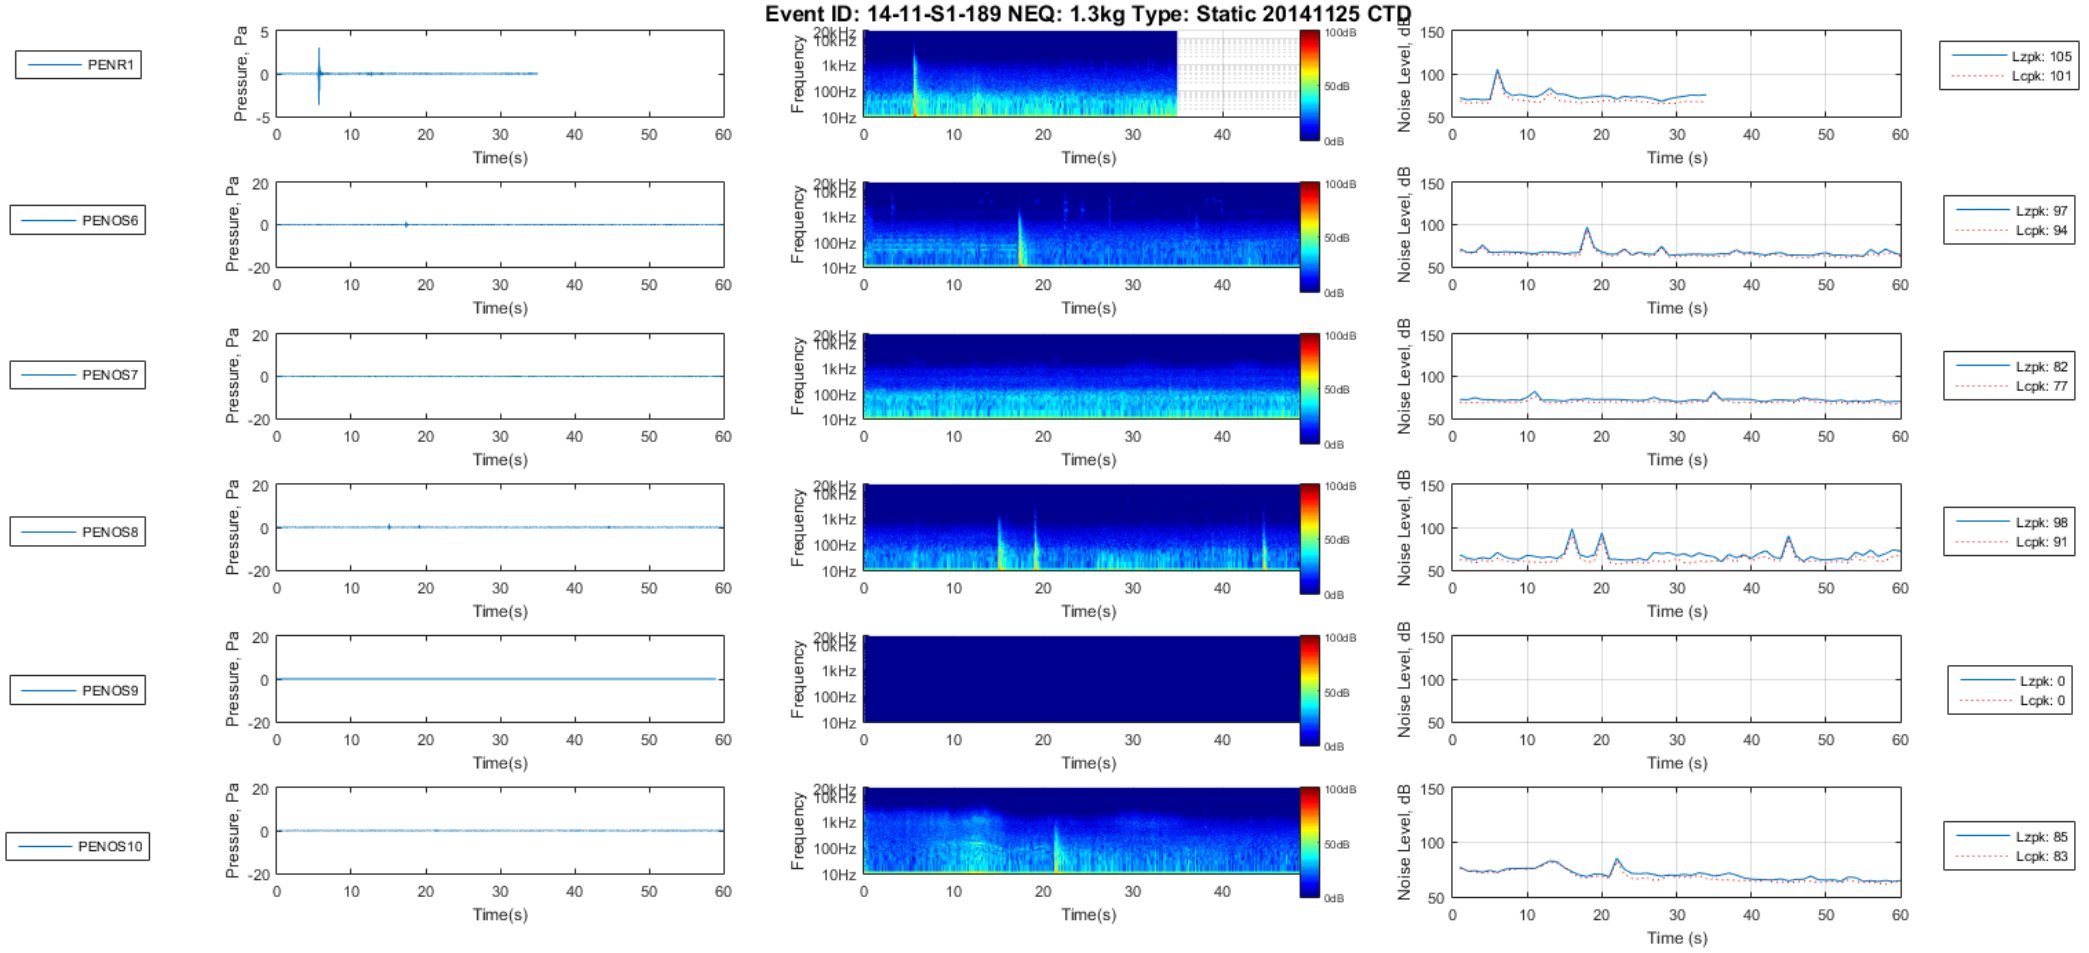 Event ID: 14-11-S1-189 NEQ: 1.3kg Type: Static 20141125 CTD
PENR1
Pressure, Pa
5
0
-5
0 10 20 30 40 50 60
Time(s)
Frequency
20kHz
10kHz
1kHz
100Hz
10Hz
0 10 20 30 40
Time(s)
100dB
50dB
0dB
Noise Level, dB
150
100
50
0 10 20 30 40 50 60
Time (s)
Lzpk: 105
Lcpk: 101
PENOS6
Pressure, Pa
20
0
-20
0 10 20 30 40 50 60
Time(s)
Frequency
20kHz
10kHz
1kHz
100Hz
10Hz
0 10 20 30 40
Time(s)
100dB
50dB
0dB
Noise Level, dB
150
100
50
0 10 20 30 40 50 60
Time (s)
Lzpk: 97
Lcpk: 94
PENOS7
Pressure, Pa
20
0
-20
0 10 20 30 40 50 60
Time(s)
Frequency
20kHz
10kHz
1kHz
100Hz
10Hz
0 10 20 30 40
Time(s)
100dB
50dB
0dB
Noise Level, dB
150
100
50
0 10 20 30 40 50 60
Time (s)
Lzpk: 82
Lcpk: 77
PENOS8
Pressure, Pa
20
0
-20
0 10 20 30 40 50 60
Time(s)
Frequency
20kHz
10kHz
1kHz
100Hz
10Hz
0 10 20 30 40
Time(s)
100dB
50dB
0dB
Noise Level, dB
150
100
50
0 10 20 30 40 50 60
Time (s)
Lzpk: 98
Lcpk: 91
PENOS9
Pressure, Pa
20
0
-20
0 10 20 30 40 50 60
Time(s)
Frequency
20kHz
10kHz
1kHz
100Hz
10Hz
0 10 20 30 40
Time(s)
100dB
50dB
0dB
Noise Level, dB
150
100
50
0 10 20 30 40 50 60
Time (s)
Lzpk: 0
Lcpk: 0
PENOS10
Pressure, Pa
20
0
-20
0 10 20 30 40 50 60
Time(s)
Frequency
20kHz
10kHz
1kHz
100Hz
10Hz
0 10 20 30 40
Time(s)
100dB
50dB
0dB
Noise Level, dB
150
100
50
0 10 20 30 40 50 60
Time (s)
Lzpk: 85
Lcpk: 83